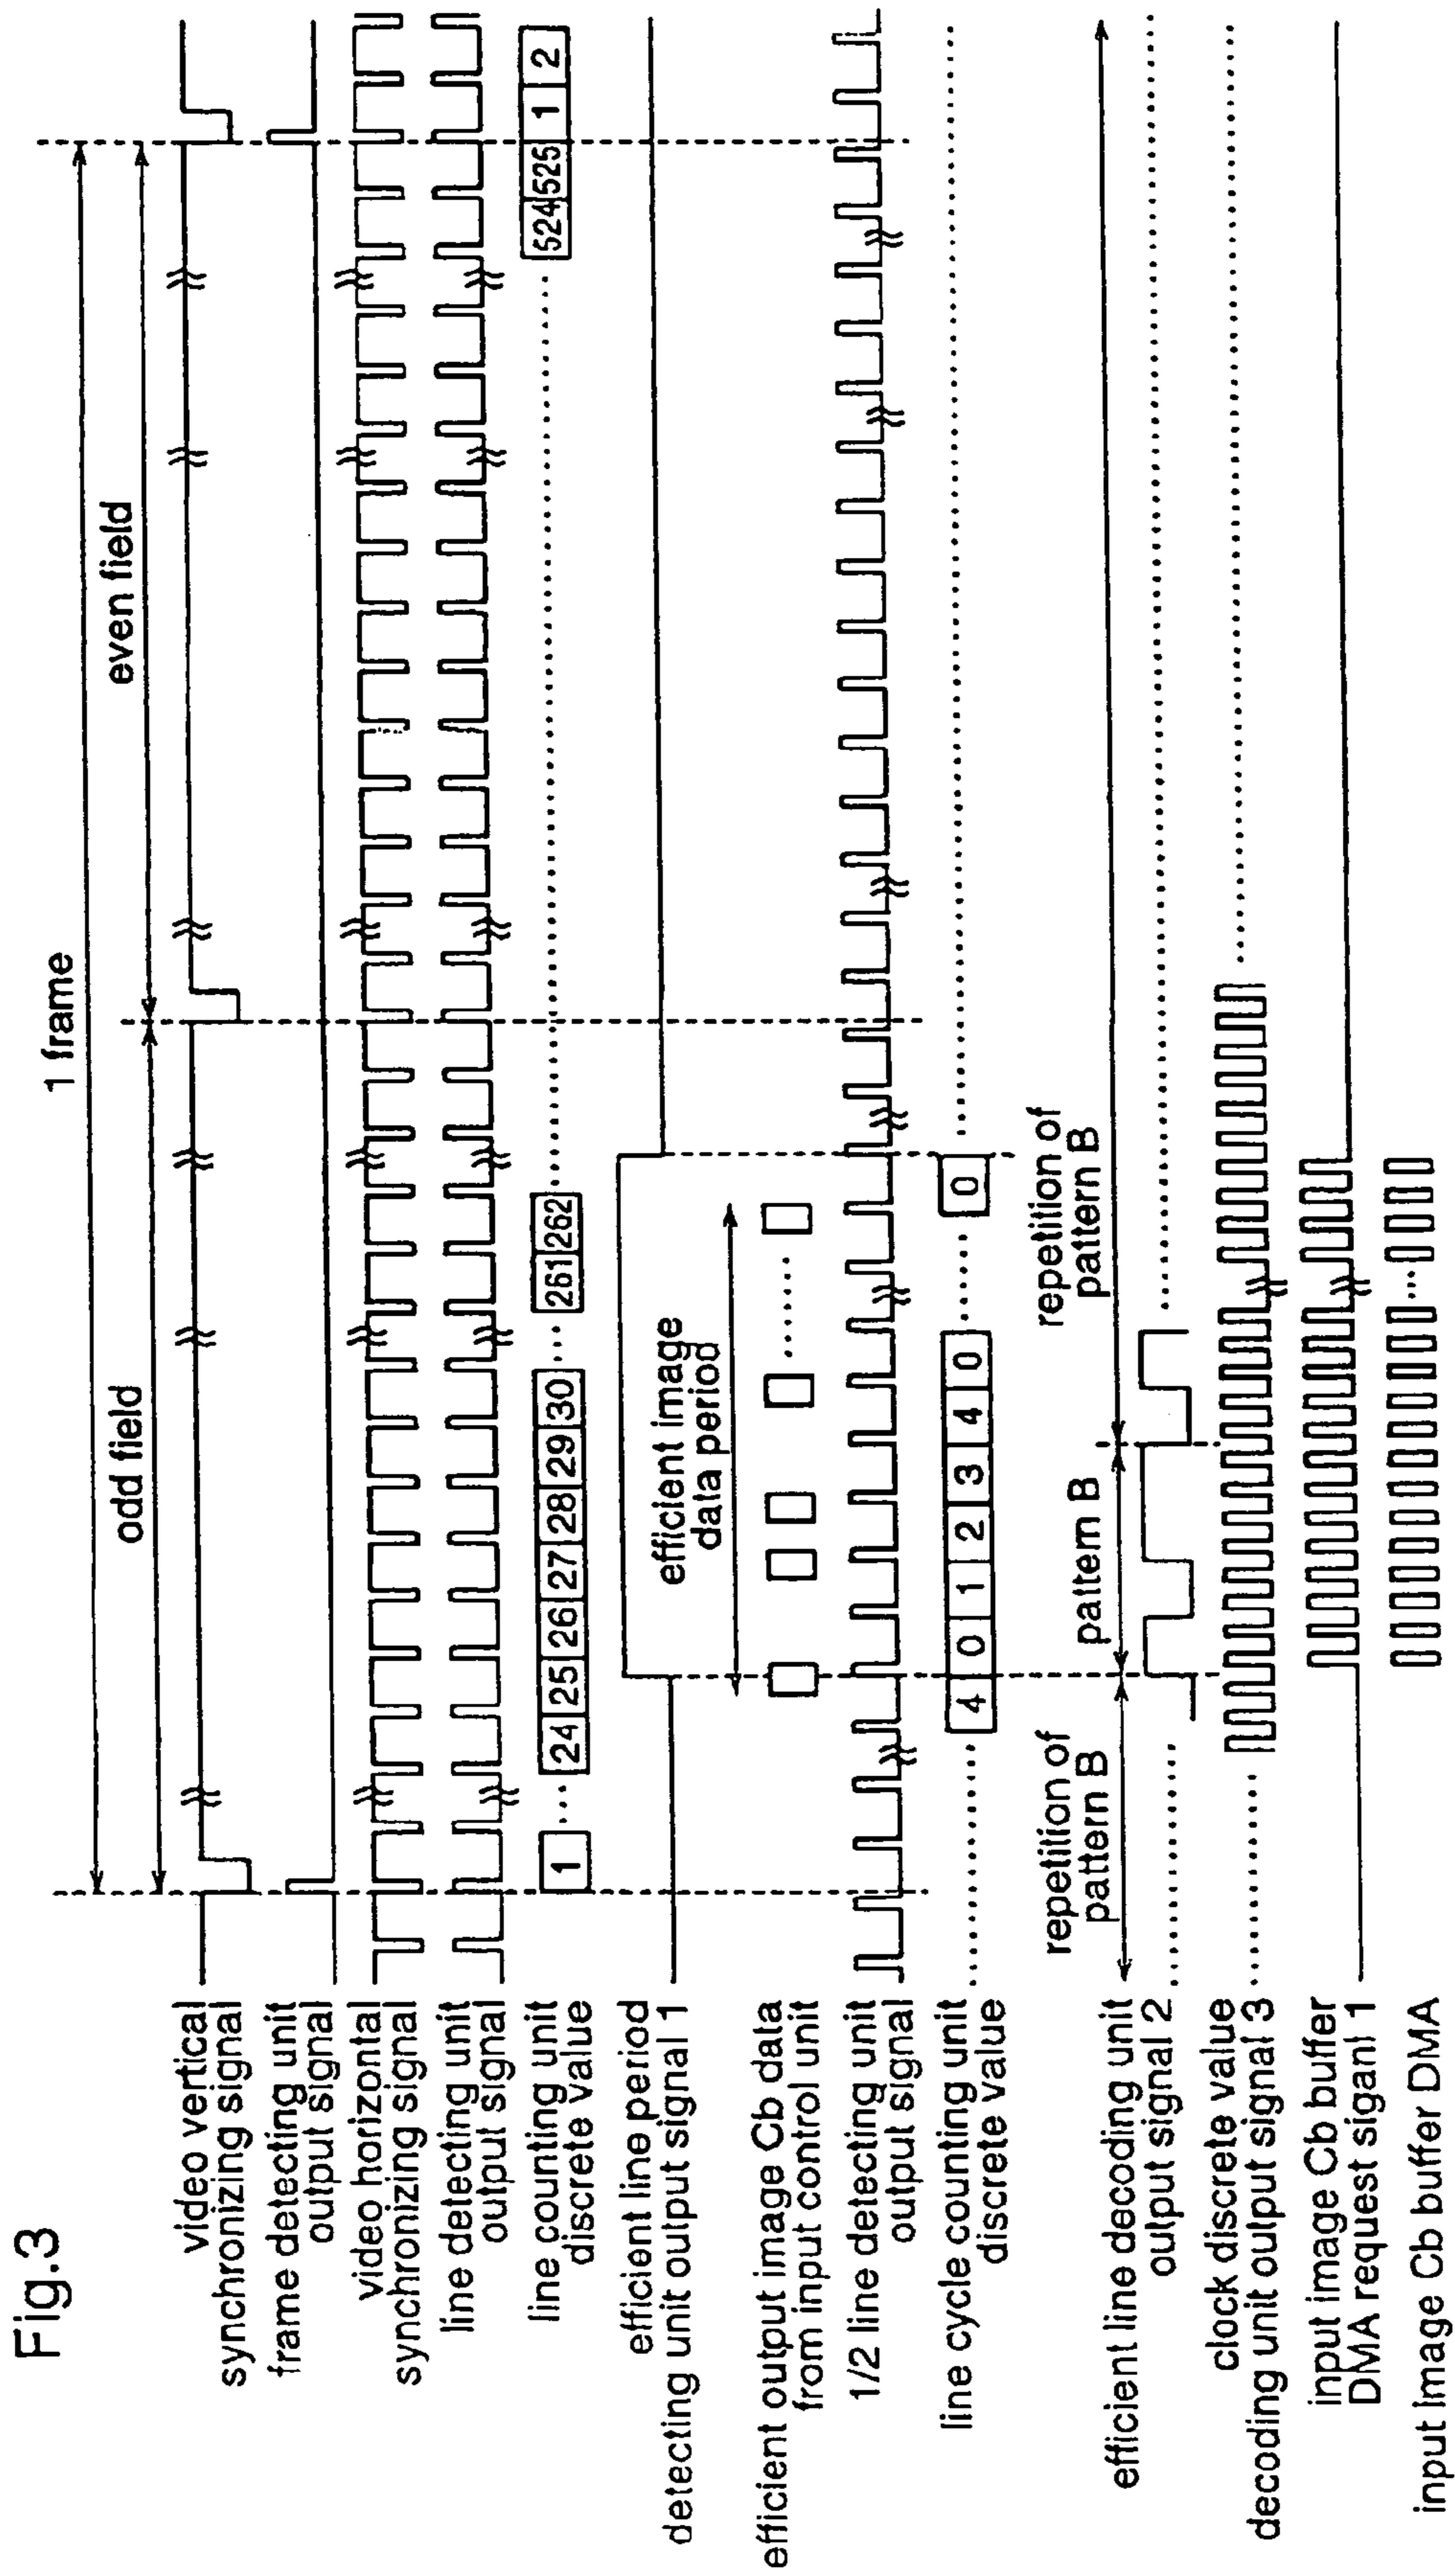 Fig.3
1 frame
odd field
even field
video vertical
synchronizing signal
frame detecting unit
output signal
video horizontal
synchronizing signal
line detecting unit
output signal
line counting unit
discrete value
1 ... 24 25 26 27 28 29 30 ... 261 262 524 525 1 2
efficient line period
detecting unit output signal 1
efficient image
data period
efficient output image Cb data
from input control unit
1/2 line detecting unit
output signal
line cycle counting unit
discrete value
4 0 1 2 3 4 0 0
repetition of
pattern B
pattern B
repetition of
pattern B
efficient line decoding unit
output signal 2
clock discrete value
decoding unit output signal 3
input image Cb buffer
DMA request siganl 1
input Image Cb buffer DMA